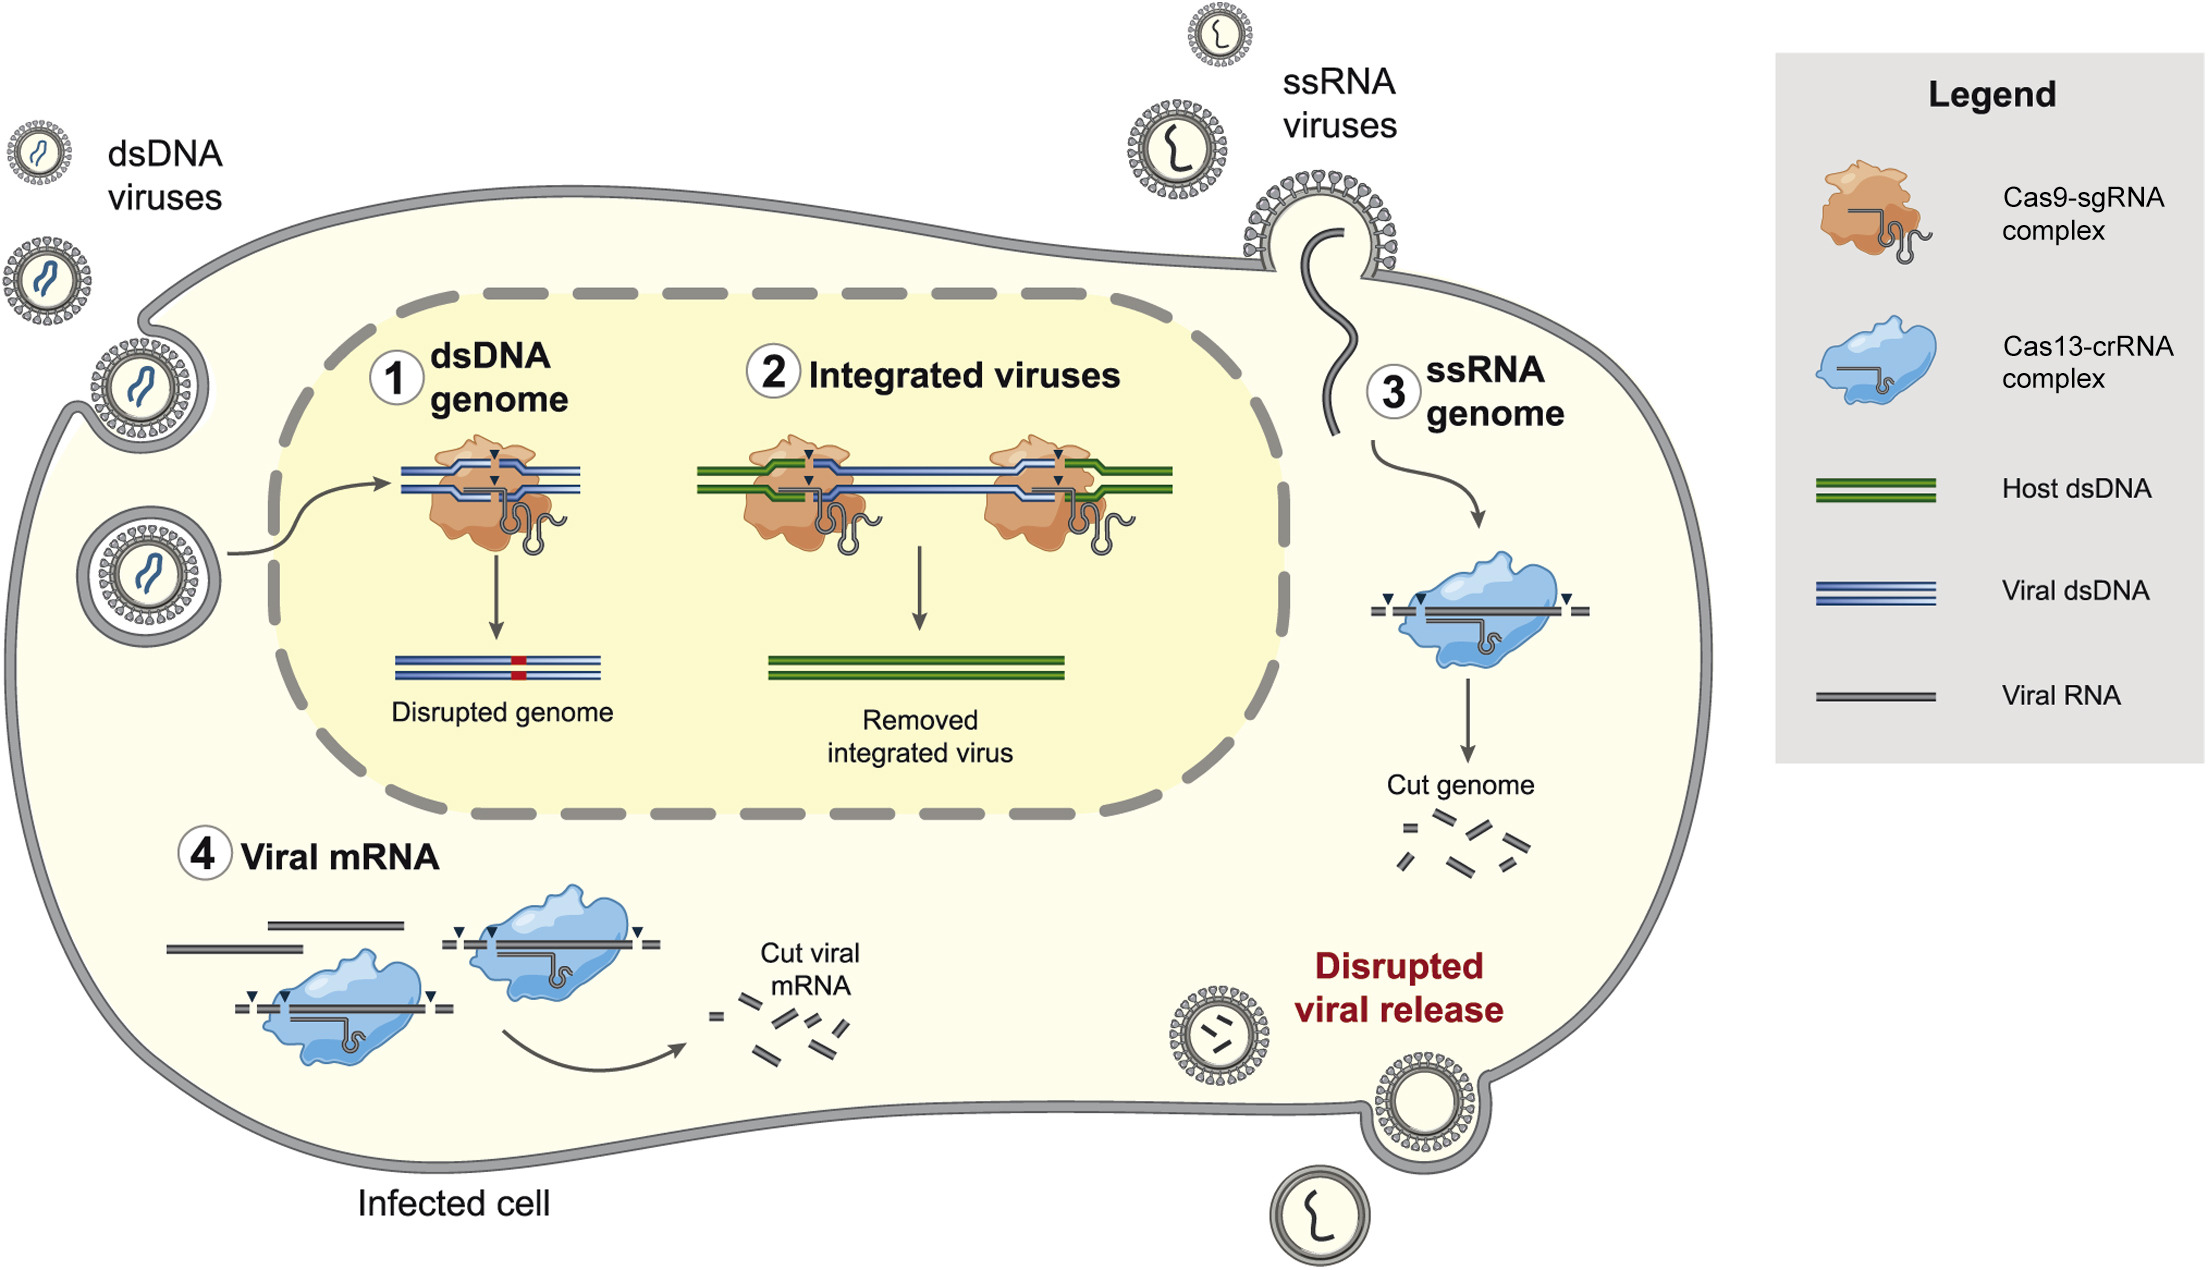 dsDNA
viruses
ssRNA
viruses
1
dsDNA
genome
2
Integrated viruses
3
ssRNA
genome
Disrupted genome
Removed
integrated virus
Cut genome
4
Viral mRNA
Cut viral
mRNA
Disrupted
viral release
Infected cell
Legend
Cas9-sgRNA
complex
Cas13-crRNA
complex
Host dsDNA
Viral dsDNA
Viral RNA